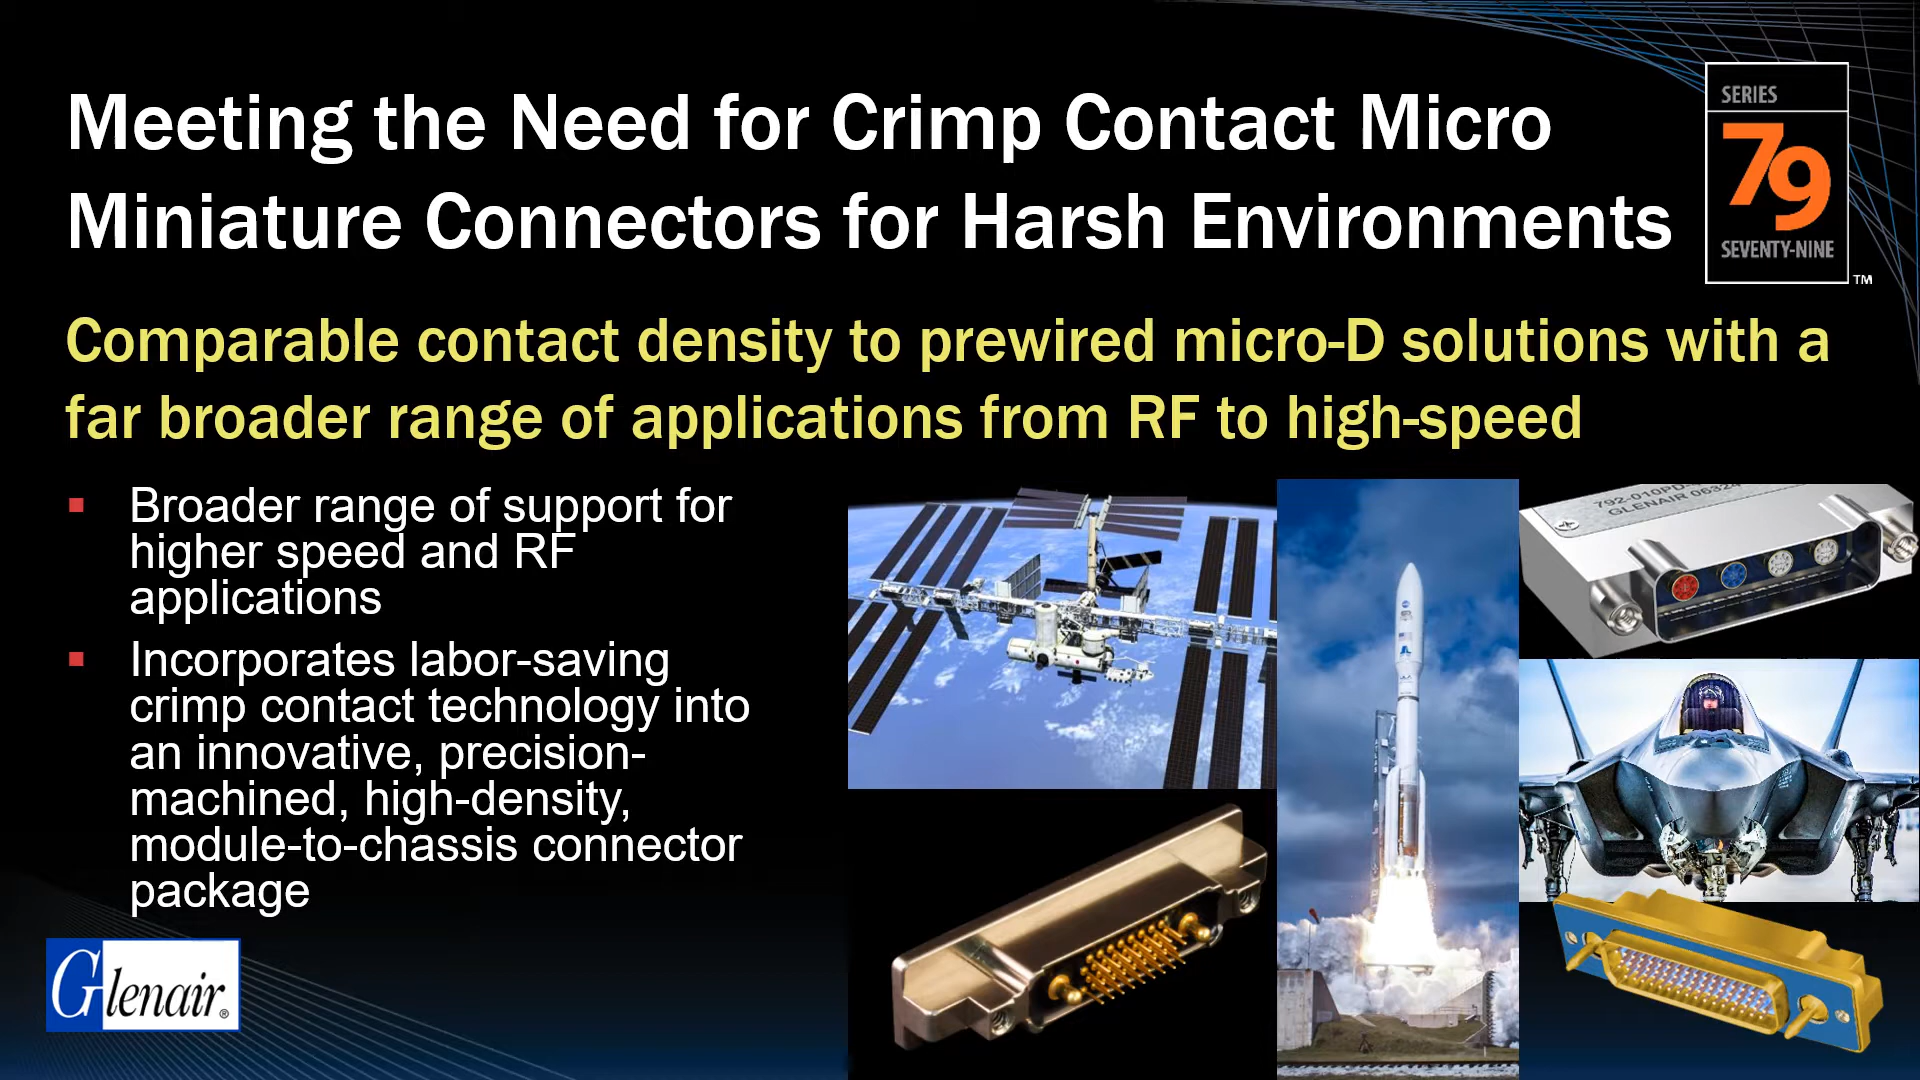 Meeting the Need for Crimp Contact Micro
Miniature Connectors for Harsh Environments
SERIES
79
SEVENTY-NINE
TM
Comparable contact density to prewired micro-D solutions with a
far broader range of applications from RF to high-speed
Broader range of support for
higher speed and RF
applications
Incorporates labor-saving
crimp contact technology into
an innovative, precision-
machined, high-density,
module-to-chassis connector
package
GLENAIR 06324
Glenair®